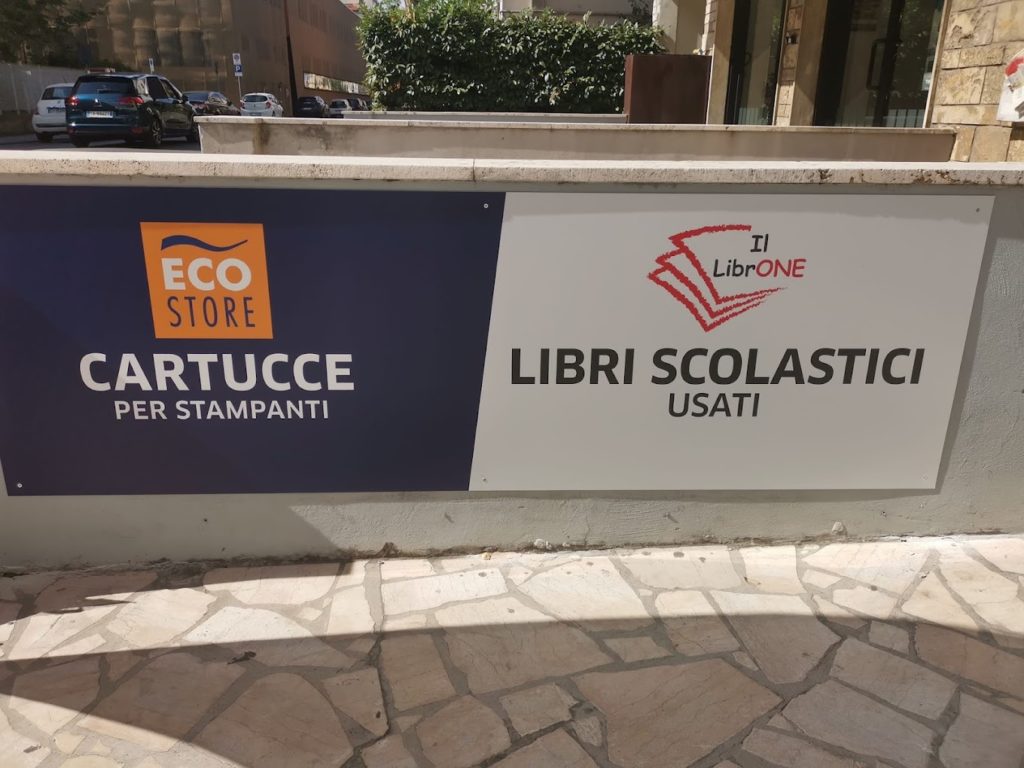 ECO
STORE
CARTUCCE
PER STAMPANTI
Il
LibrONE
LIBRI SCOLASTICI
USATI